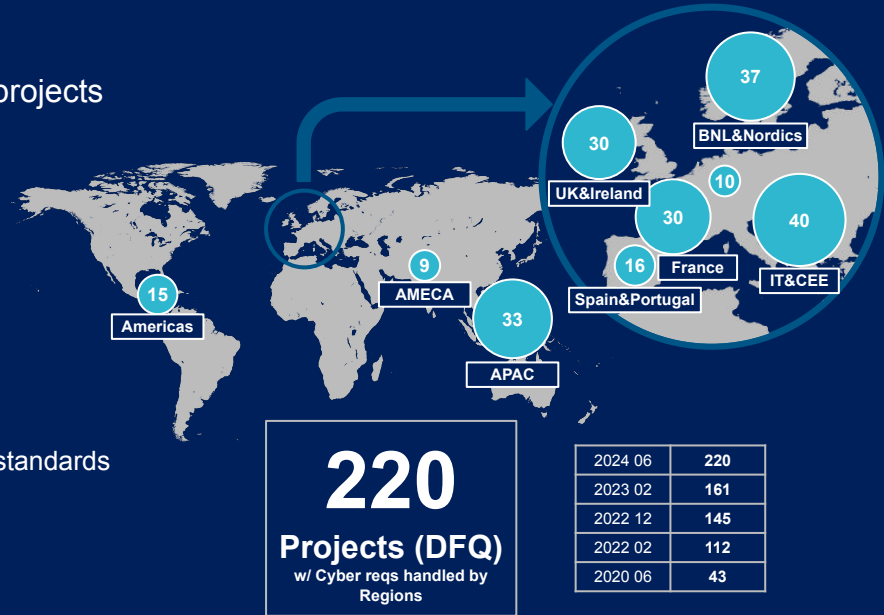 projects
37
BNL&Nordics
30
UK&Ireland
10
30
France
40
IT&CEE
16
Spain&Portugal
9
AMECA
15
Americas
33
APAC
standards
220
Projects (DFQ)
w/ Cyber reqs handled by
Regions
2024 06 220
2023 02 161
2022 12 145
2022 02 112
2020 06 43